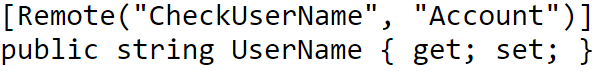 [Remote("CheckUserName", "Account")]
public string UserName { get; set; }